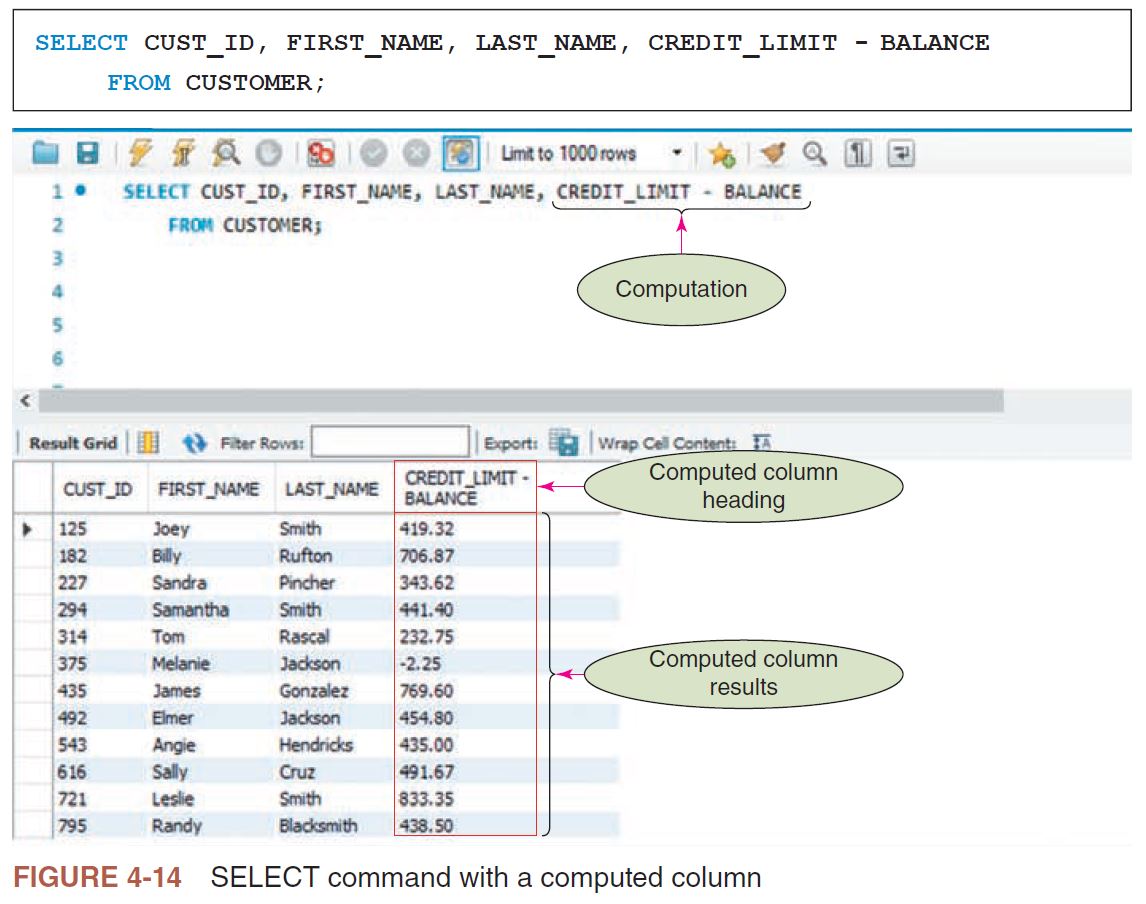 SELECT CUST_ID, FIRST_NAME, LAST_NAME, CREDIT_LIMIT - BALANCE
FROM CUSTOMER;
Limit to 1000 rows
1 SELECT CUST_ID, FIRST_NAME, LAST_NAME, CREDIT_LIMIT - BALANCE
2 FROM CUSTOMER;
3
4
5
6
Computation
Result Grid Filter Rows: Export: Wrap Cell Content: IA
CUST_ID FIRST_NAME LAST_NAME CREDIT_LIMIT -
BALANCE
Computed column
heading
125 Joey Smith 419.32
182 Billy Rufton 706.87
227 Sandra Pincher 343.62
294 Samantha Smith 441.40
314 Tom Rascal 232.75
375 Melanie Jackson -2.25
435 James Gonzalez 769.60
492 Elmer Jackson 454.80
543 Angie Hendricks 435.00
616 Sally Cruz 491.67
721 Leslie Smith 833.35
795 Randy Blacksmith 438.50
Computed column
results
FIGURE 4-14 SELECT command with a computed column